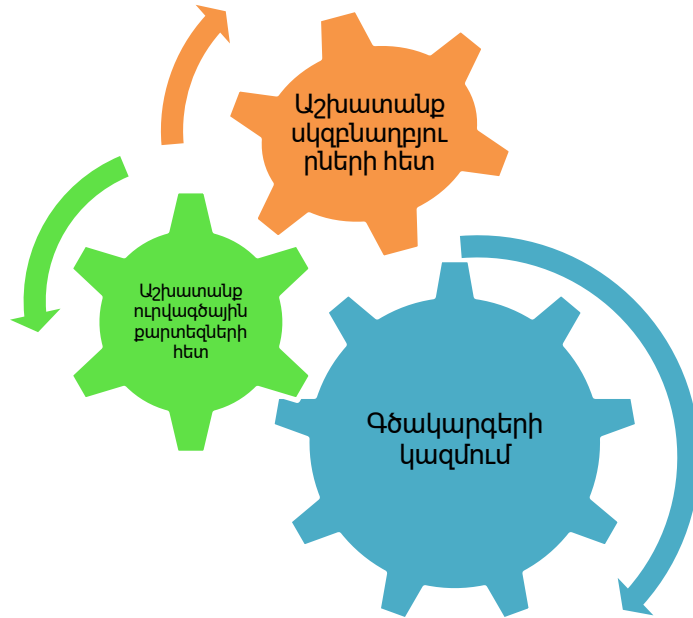 Աշխատանք
սկզբնաղբյու
րների հետ
Աշխատանք
ուրվագծային
քարտեզների
հետ
Գծակարգերի
կազմում